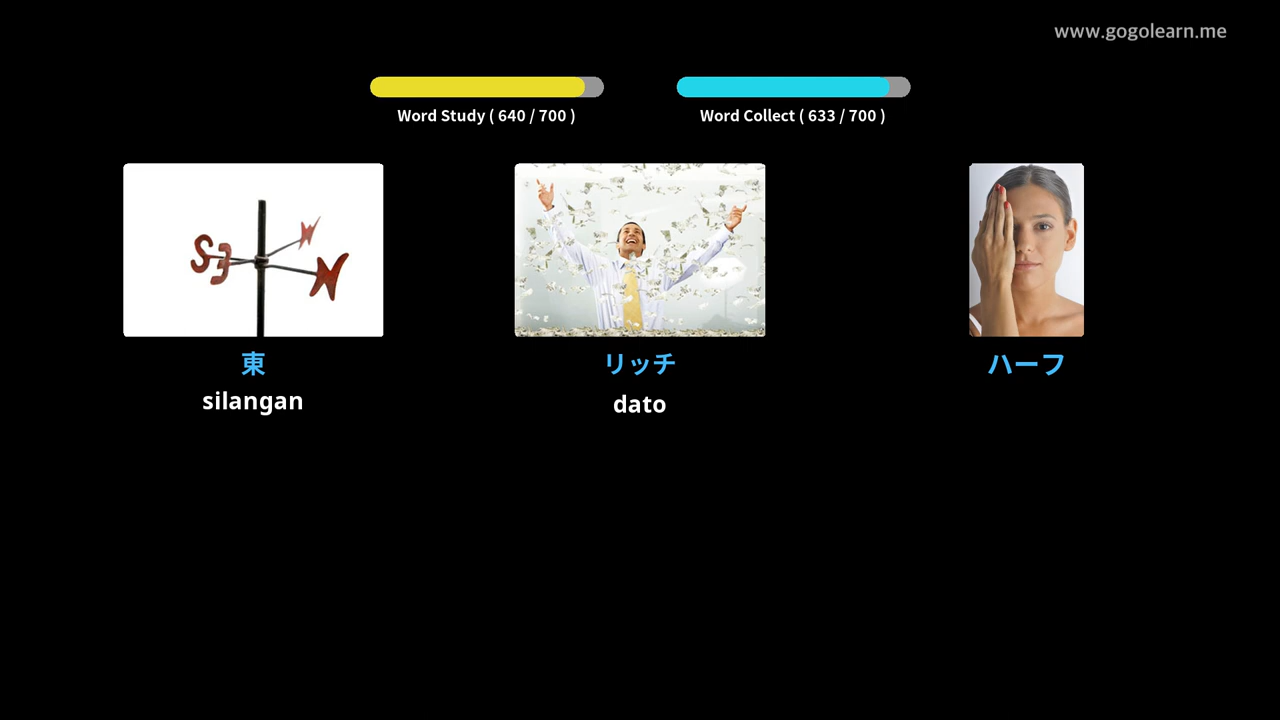 www.gogolearn.me
Word Study ( 640 / 700 )
Word Collect ( 633 / 700 )
S E N
東
リッチ
ハーフ
silangan
dato